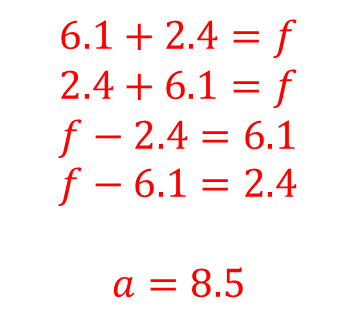 6.1 + 2.4 = f
2.4 + 6.1 = f
f − 2.4 = 6.1
f − 6.1 = 2.4
a = 8.5